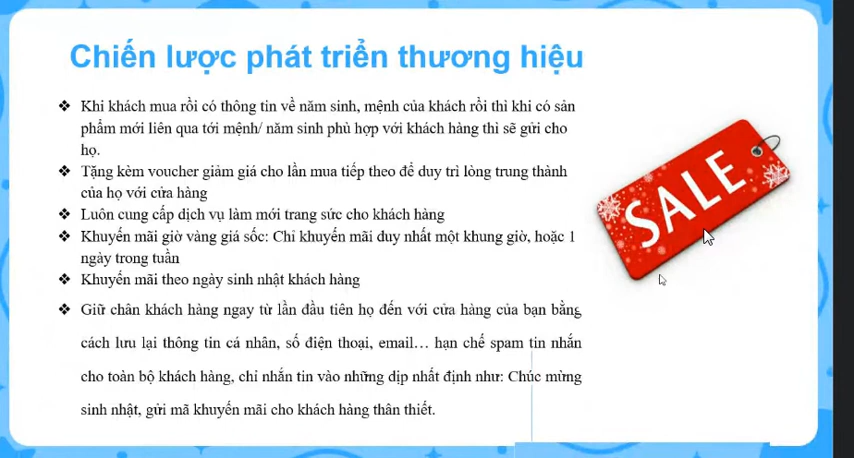 Chiến lược phát triển thương hiệu
❖ Khi khách mua rồi có thông tin về năm sinh, mệnh của khách rồi thì khi có sản
phẩm mới liên qua tới mệnh/ năm sinh phù hợp với khách hàng thì sẽ gửi cho
họ.
❖ Tặng kèm voucher giảm giá cho lần mua tiếp theo để duy trì lòng trung thành
của họ với cửa hàng
❖ Luôn cung cấp dịch vụ làm mới trang sức cho khách hàng
❖ Khuyến mãi giờ vàng giá sốc: Chỉ khuyến mãi duy nhất một khung giờ, hoặc 1
ngày trong tuần
❖ Khuyến mãi theo ngày sinh nhật khách hàng
❖ Giữ chân khách hàng ngay từ lần đầu tiên họ đến với cửa hàng của bạn bằng
cách lưu lại thông tin cá nhân, số điện thoại, email… hạn chế spam tin nhắn
cho toàn bộ khách hàng, chỉ nhắn tin vào những dịp nhất định như: Chúc mừng
sinh nhật, gửi mã khuyến mãi cho khách hàng thân thiết.
SALE